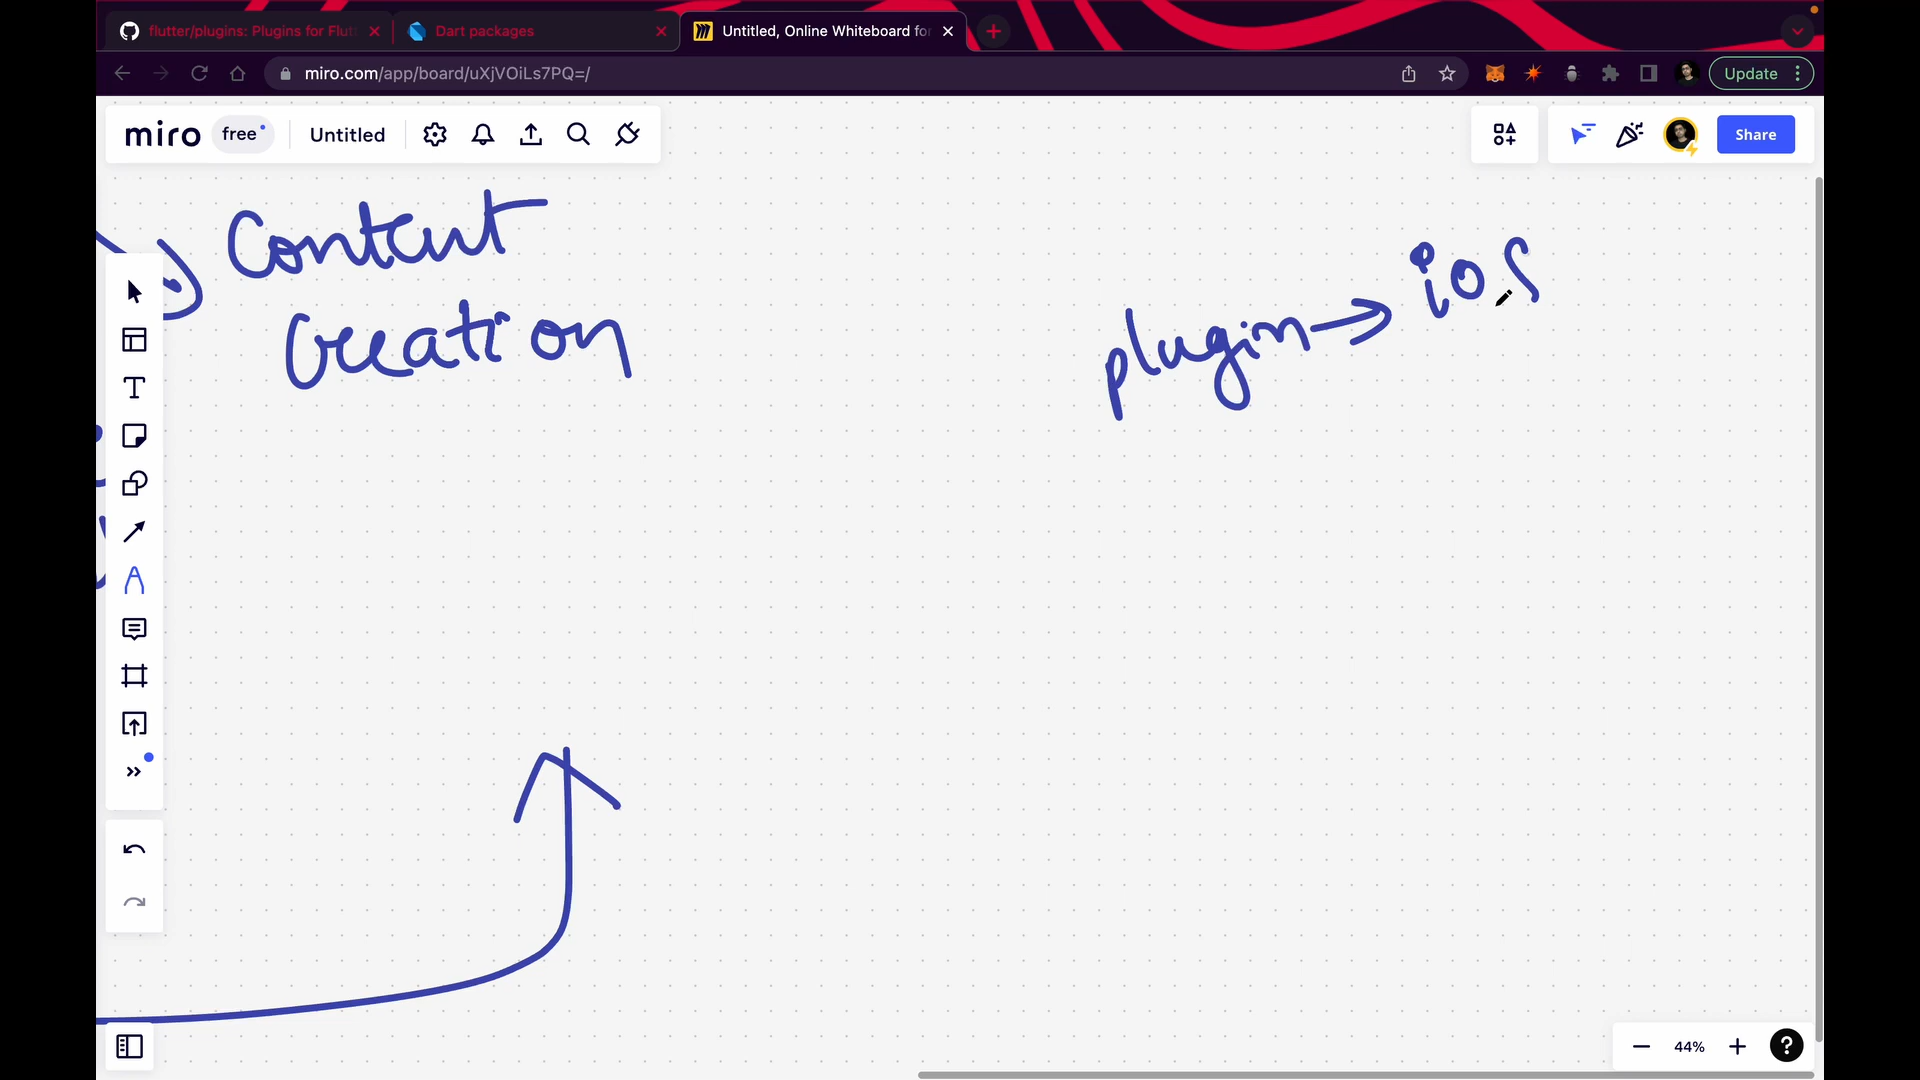 flutter/plugins: Plugins for Flutt
Dart packages
Untitled, Online Whiteboard for
miro.com/app/board/uXjVOiLs7PQ=/
Update
miro
free
Untitled
Share
Content
Creation
plugin → ios
44%